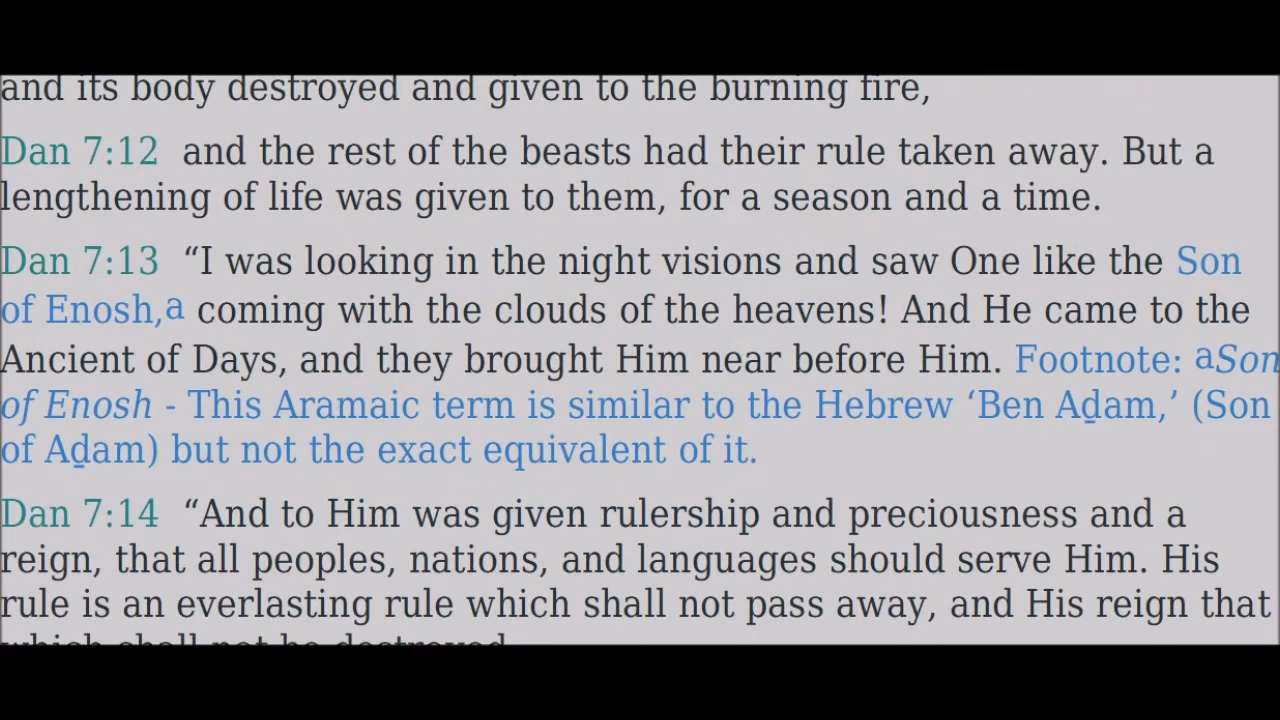 and its body destroyed and given to the burning fire,
Dan 7:12 and the rest of the beasts had their rule taken away. But a
lengthening of life was given to them, for a season and a time.
Dan 7:13 “I was looking in the night visions and saw One like the Son
of Enosh,a coming with the clouds of the heavens! And He came to the
Ancient of Days, and they brought Him near before Him. Footnote: aSon
of Enosh - This Aramaic term is similar to the Hebrew ‘Ben Aḏam,’ (Son
of Aḏam) but not the exact equivalent of it.
Dan 7:14 “And to Him was given rulership and preciousness and a
reign, that all peoples, nations, and languages should serve Him. His
rule is an everlasting rule which shall not pass away, and His reign that
which shall not be destroyed